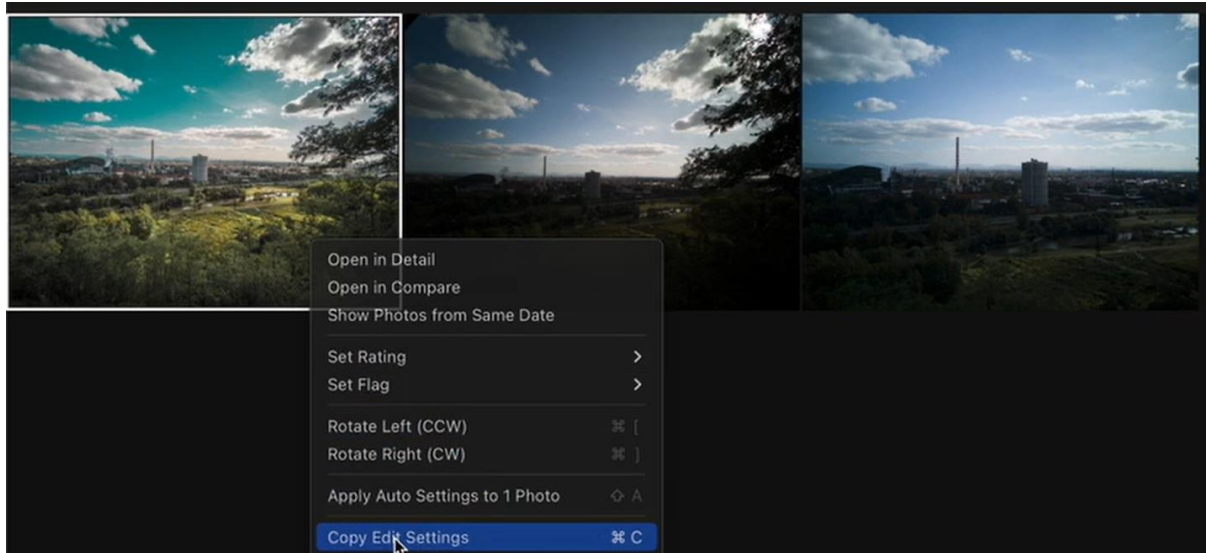 Open in Detail
Open in Compare
Show Photos from Same Date
Set Rating
Set Flag
Rotate Left (CCW) ⌘ [
Rotate Right (CW) ⌘ ]
Apply Auto Settings to 1 Photo ⇧ A
Copy Edit Settings ⌘ C